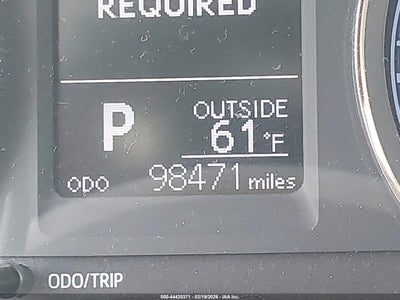 REQUIRED
P
OUTSIDE
61°F
ODO 98471 miles
ODO/TRIP
000-44420371 - 02/19/2026 - IAA Inc.